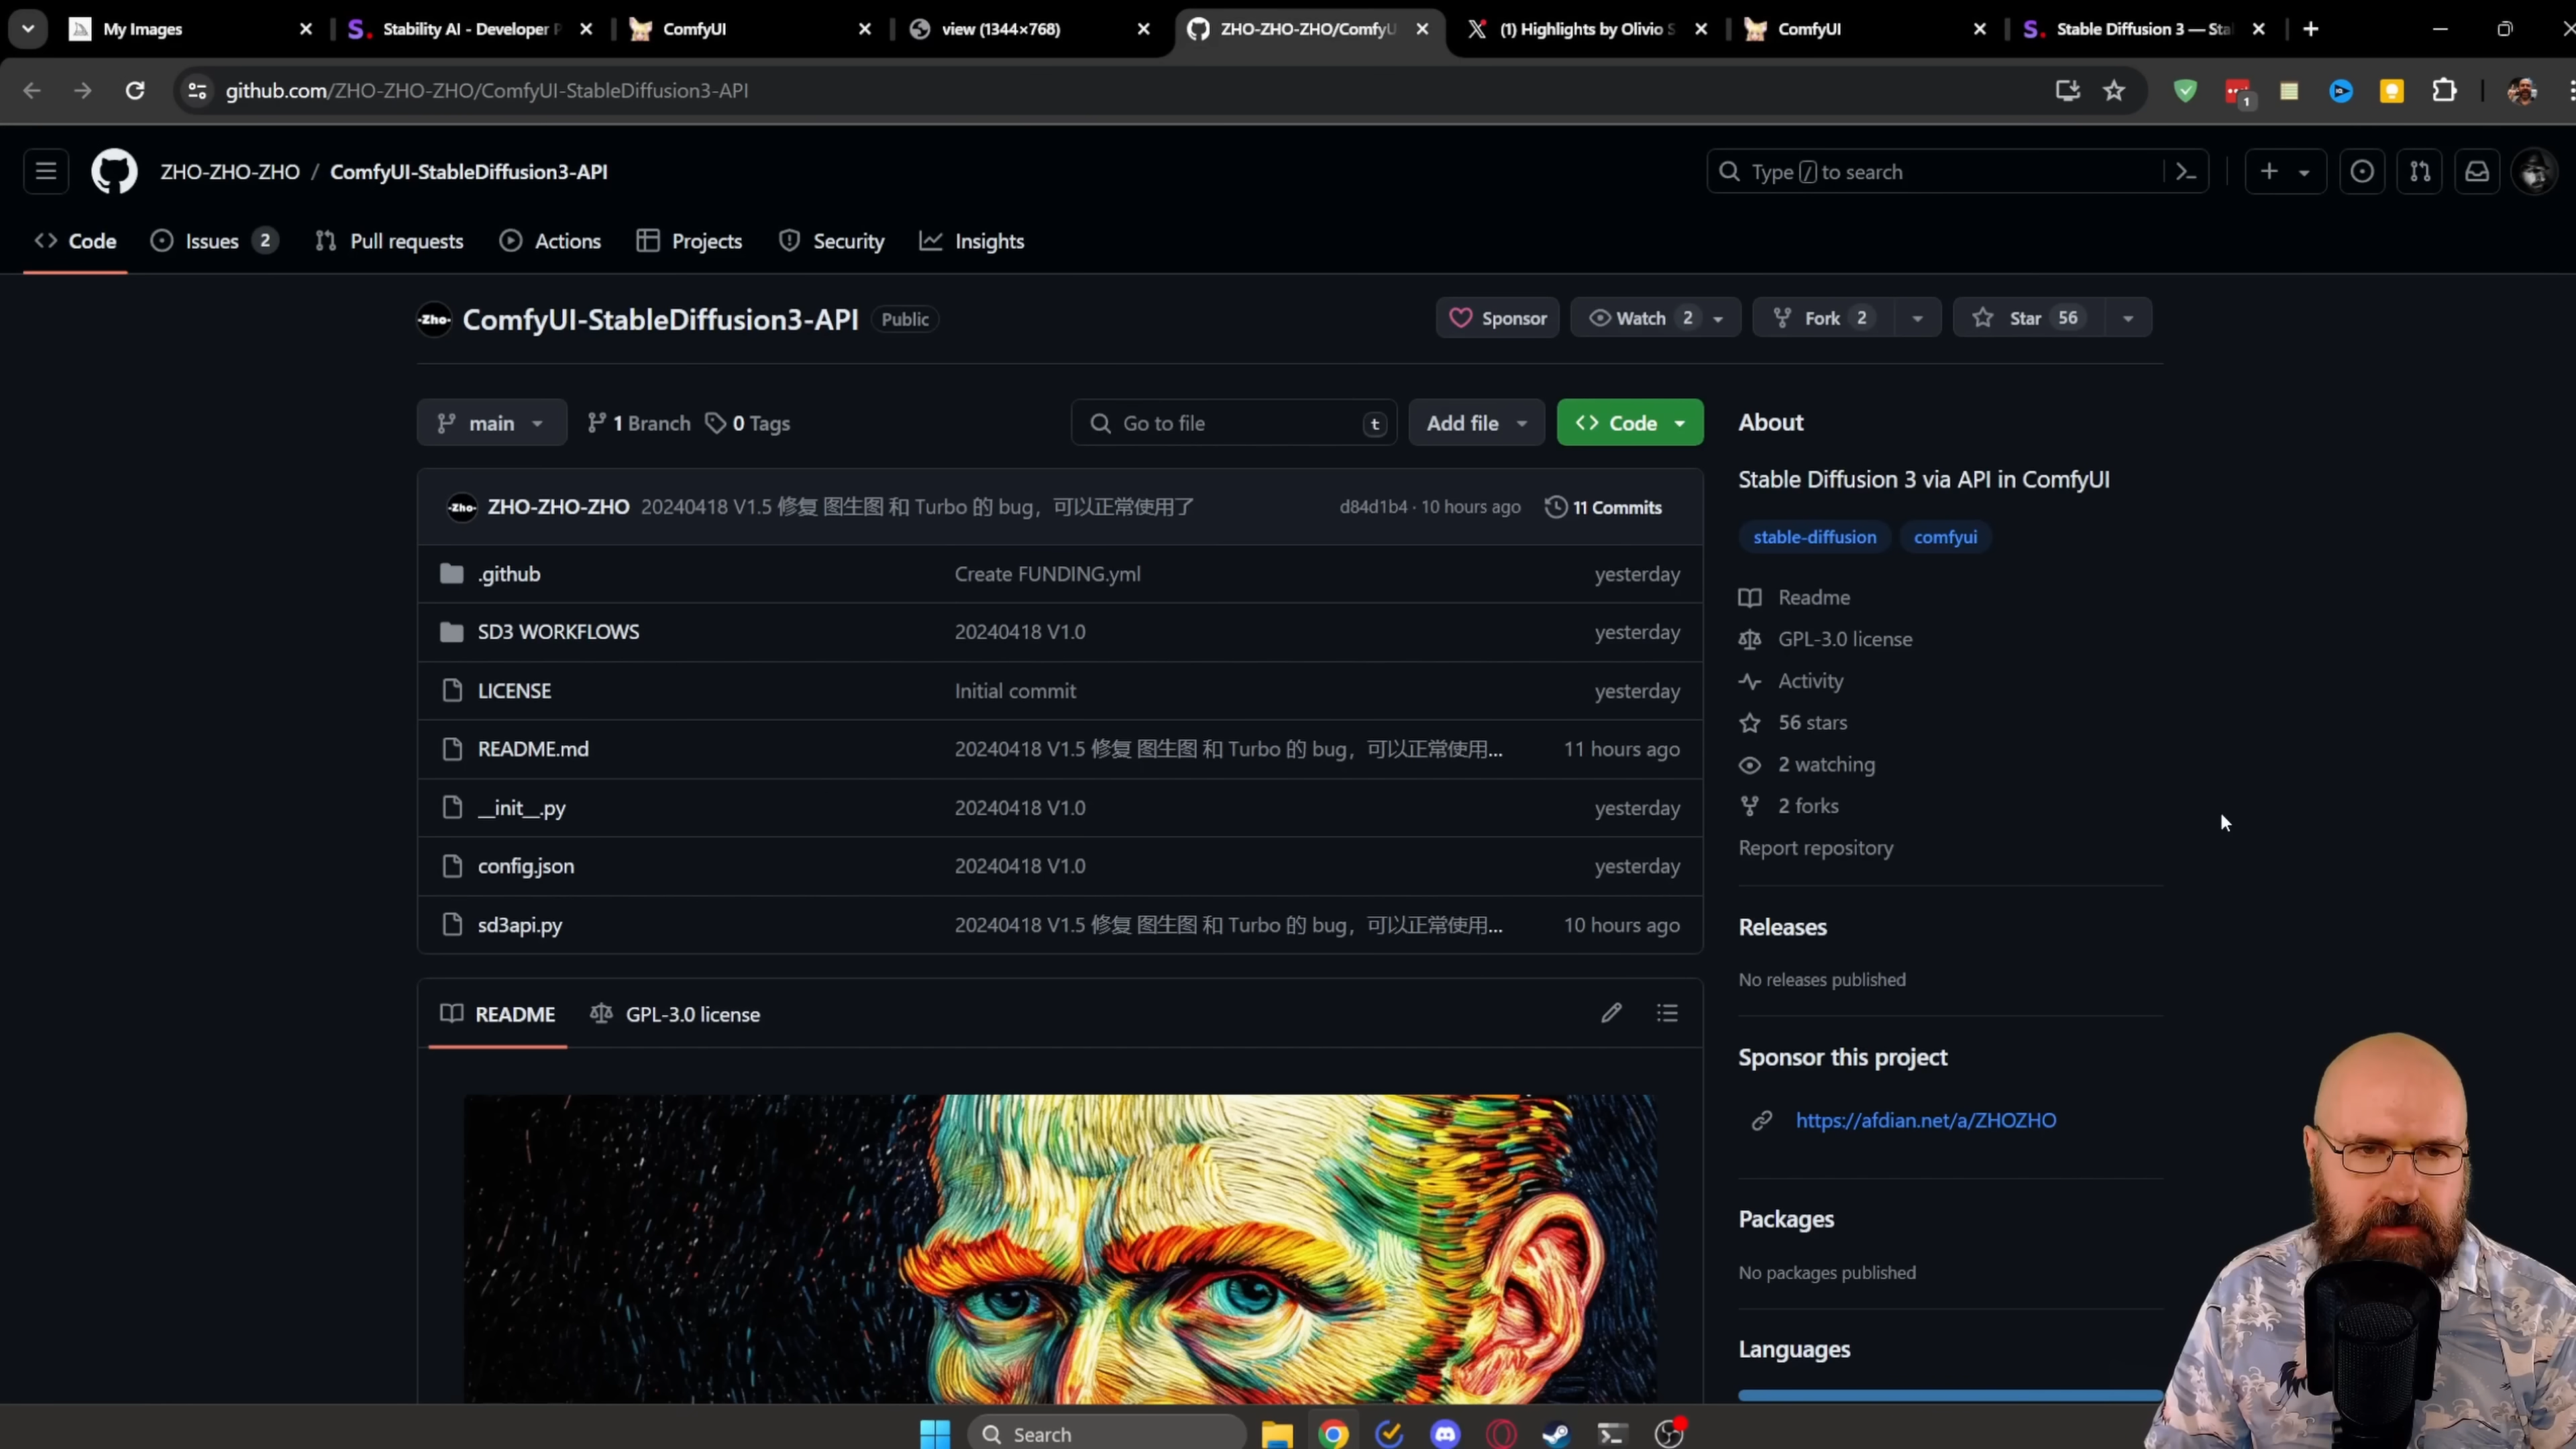 My Images
Stability AI - Developer P
ComfyUI
view (1344×768)
ZHO-ZHO-ZHO/ComfyU
(1) Highlights by Olivio S
ComfyUI
Stable Diffusion 3 — Sta
github.com/ZHO-ZHO-ZHO/ComfyUI-StableDiffusion3-API
1
ZHO-ZHO-ZHO / ComfyUI-StableDiffusion3-API
Type / to search
Code
Issues 2
Pull requests
Actions
Projects
Security
Insights
-Zho- ComfyUI-StableDiffusion3-API Public
Sponsor
Watch 2
Fork 2
Star 56
main
1 Branch
0 Tags
Go to file t
Add file
Code
-Zho- ZHO-ZHO-ZHO 20240418 V1.5 修复 图生图 和 Turbo 的 bug，可以正常使用了 d84d1b4 · 10 hours ago 11 Commits
.github Create FUNDING.yml yesterday
SD3 WORKFLOWS 20240418 V1.0 yesterday
LICENSE Initial commit yesterday
README.md 20240418 V1.5 修复 图生图 和 Turbo 的 bug，可以正常使用... 11 hours ago
__init__.py 20240418 V1.0 yesterday
config.json 20240418 V1.0 yesterday
sd3api.py 20240418 V1.5 修复 图生图 和 Turbo 的 bug，可以正常使用... 10 hours ago
README
GPL-3.0 license
About
Stable Diffusion 3 via API in ComfyUI
stable-diffusion comfyui
Readme
GPL-3.0 license
Activity
56 stars
2 watching
2 forks
Report repository
Releases
No releases published
Sponsor this project
https://afdian.net/a/ZHOZHO
Packages
No packages published
Languages
Search